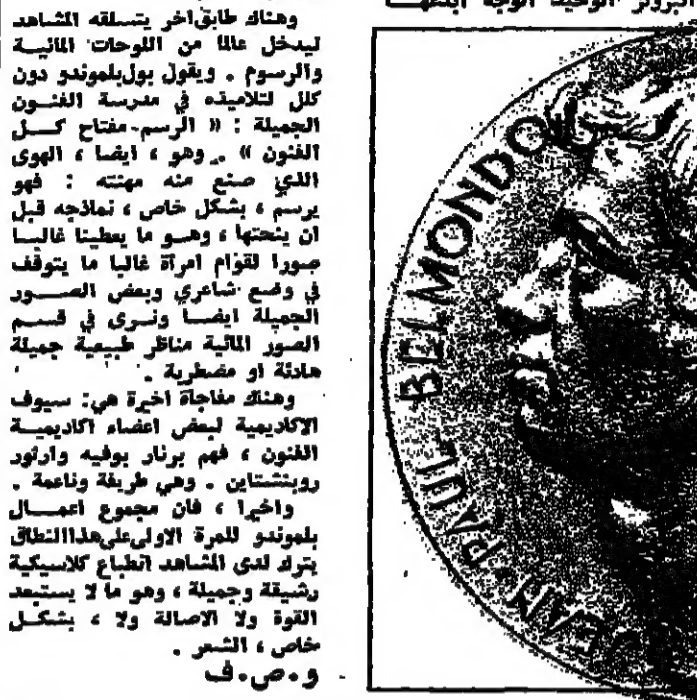 البرونز الوحيد الوجه
وهناك طابق اخر يتسلقه المشاهد
ليدخل عالما من اللوحات المائية
والرسوم . ويقول بول بلموندو دون
كلل لتلاميذه في مدرسة الفنون
الجميلة : « الرسم-مفتاح كل
الفنون » . وهو ، ايضا ، الهوى
الذي صنع منه مهنته : فهو
يرسم ، بشكل خاص ، نماذجه قبل
ان ينحتها ، وهو ما يعطينا غالبا
صورا لقوام امرأة غالبا ما يتوقف
في وضع شاعري وبعض الصور
الجميلة ايضا ونرى في قسم
الصور المائية مناظر طبيعية جميلة
هادئة او مضطربة .
وهناك مفاجأة اخيرة هي: سيوف
الاكاديمية لبعض اعضاء اكاديمية
الفنون ، فهم برنار بوفيه وارتور
روبنشتاين . وهي طريفة وناعمة .
واخيرا ، فان مجموع اعمال
بلموندو للمرة الاولى على هذا النطاق
يترك لدى المشاهد انطباع كلاسيكية
رشيقة وجميلة ، وهو ما لا يستبعد
القوة ولا الاصالة ولا ، بشكل
خاص ، الشعر .
و.ص.ف
JEAN-PAUL BELMONDO